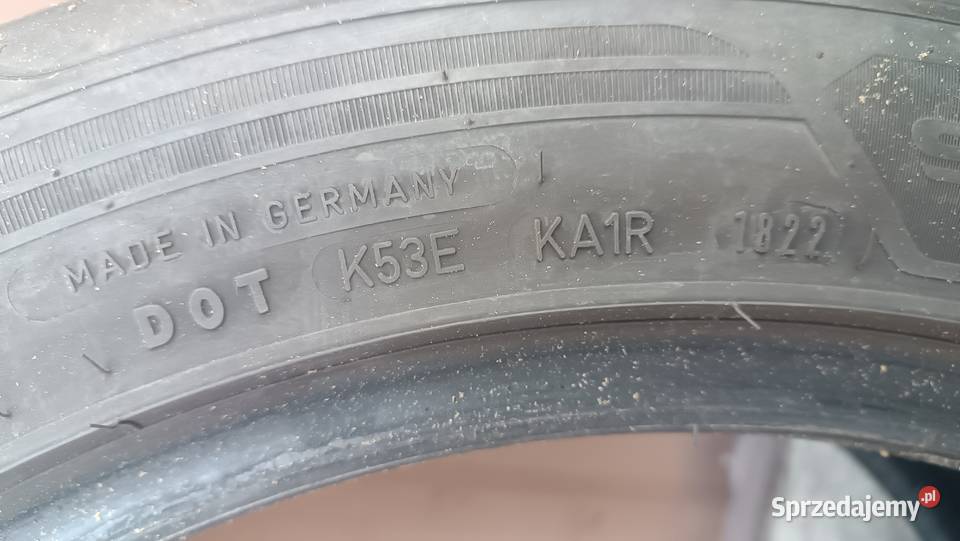 MADE IN GERMANY
DOT K53E KA1R 1822
S
Sprzedajemy.pl